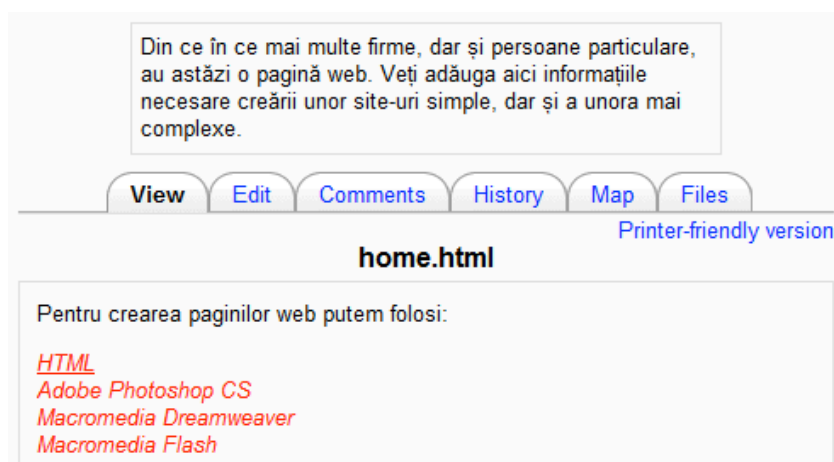 Din ce în ce mai multe firme, dar și persoane particulare,
au astăzi o pagină web. Veți adăuga aici informațiile
necesare creării unor site-uri simple, dar și a unora mai
complexe.
View Edit Comments History Map Files
Printer-friendly version
home.html
Pentru crearea paginilor web putem folosi:
HTML
Adobe Photoshop CS
Macromedia Dreamweaver
Macromedia Flash